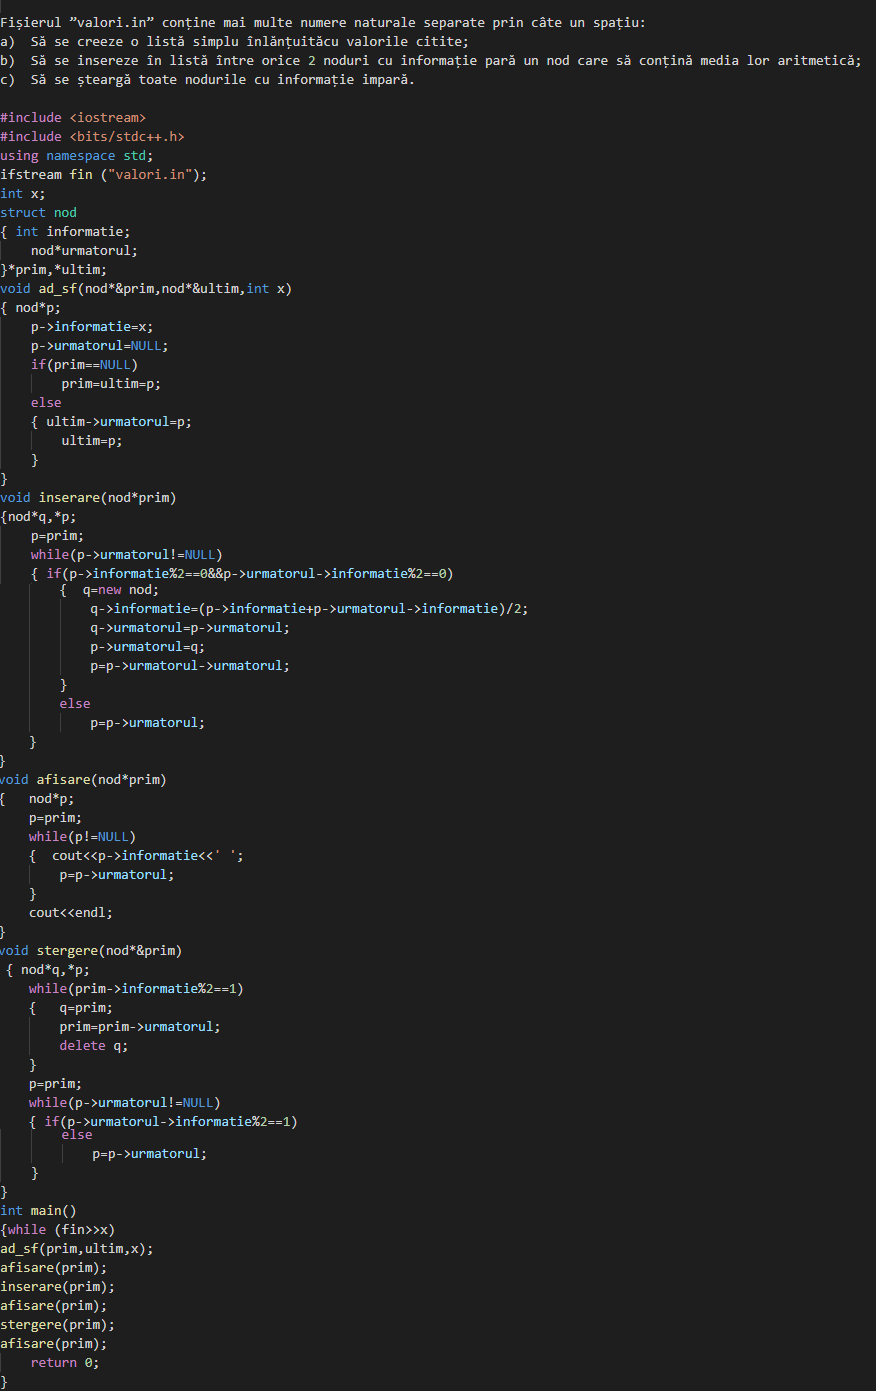 Fișierul ”valori.in” conține mai multe numere naturale separate prin câte un spațiu:
a)  Să se creeze o listă simplu înlănțuităcu valorile citite;
b)  Să se insereze în listă între orice 2 noduri cu informație pară un nod care să conțină media lor aritmetică;
c)  Să se șteargă toate nodurile cu informație impară.

#include <iostream>
#include <bits/stdc++.h>
using namespace std;
ifstream fin ("valori.in");
int x;
struct nod
{ int informatie;
    nod*urmatorul;
}*prim,*ultim;
void ad_sf(nod*&prim,nod*&ultim,int x)
{ nod*p;
    p->informatie=x;
    p->urmatorul=NULL;
    if(prim==NULL)
        prim=ultim=p;
    else
    { ultim->urmatorul=p;
        ultim=p;
    }
}
void inserare(nod*prim)
{nod*q,*p;
    p=prim;
    while(p->urmatorul!=NULL)
    { if(p->informatie%2==0&&p->urmatorul->informatie%2==0)
        {  q=new nod;
            q->informatie=(p->informatie+p->urmatorul->informatie)/2;
            q->urmatorul=p->urmatorul;
            p->urmatorul=q;
            p=p->urmatorul->urmatorul;
        }
        else
            p=p->urmatorul;
    }
}
void afisare(nod*prim)
{   nod*p;
    p=prim;
    while(p!=NULL)
    {  cout<<p->informatie<<' ';
        p=p->urmatorul;
    }
    cout<<endl;
}
void stergere(nod*&prim)
 { nod*q,*p;
    while(prim->informatie%2==1)
    {   q=prim;
        prim=prim->urmatorul;
        delete q;
    }
    p=prim;
    while(p->urmatorul!=NULL)
    { if(p->urmatorul->informatie%2==1)
        else
            p=p->urmatorul;
    }
}
int main()
{while (fin>>x)
ad_sf(prim,ultim,x);
afisare(prim);
inserare(prim);
afisare(prim);
stergere(prim);
afisare(prim);
    return 0;
}